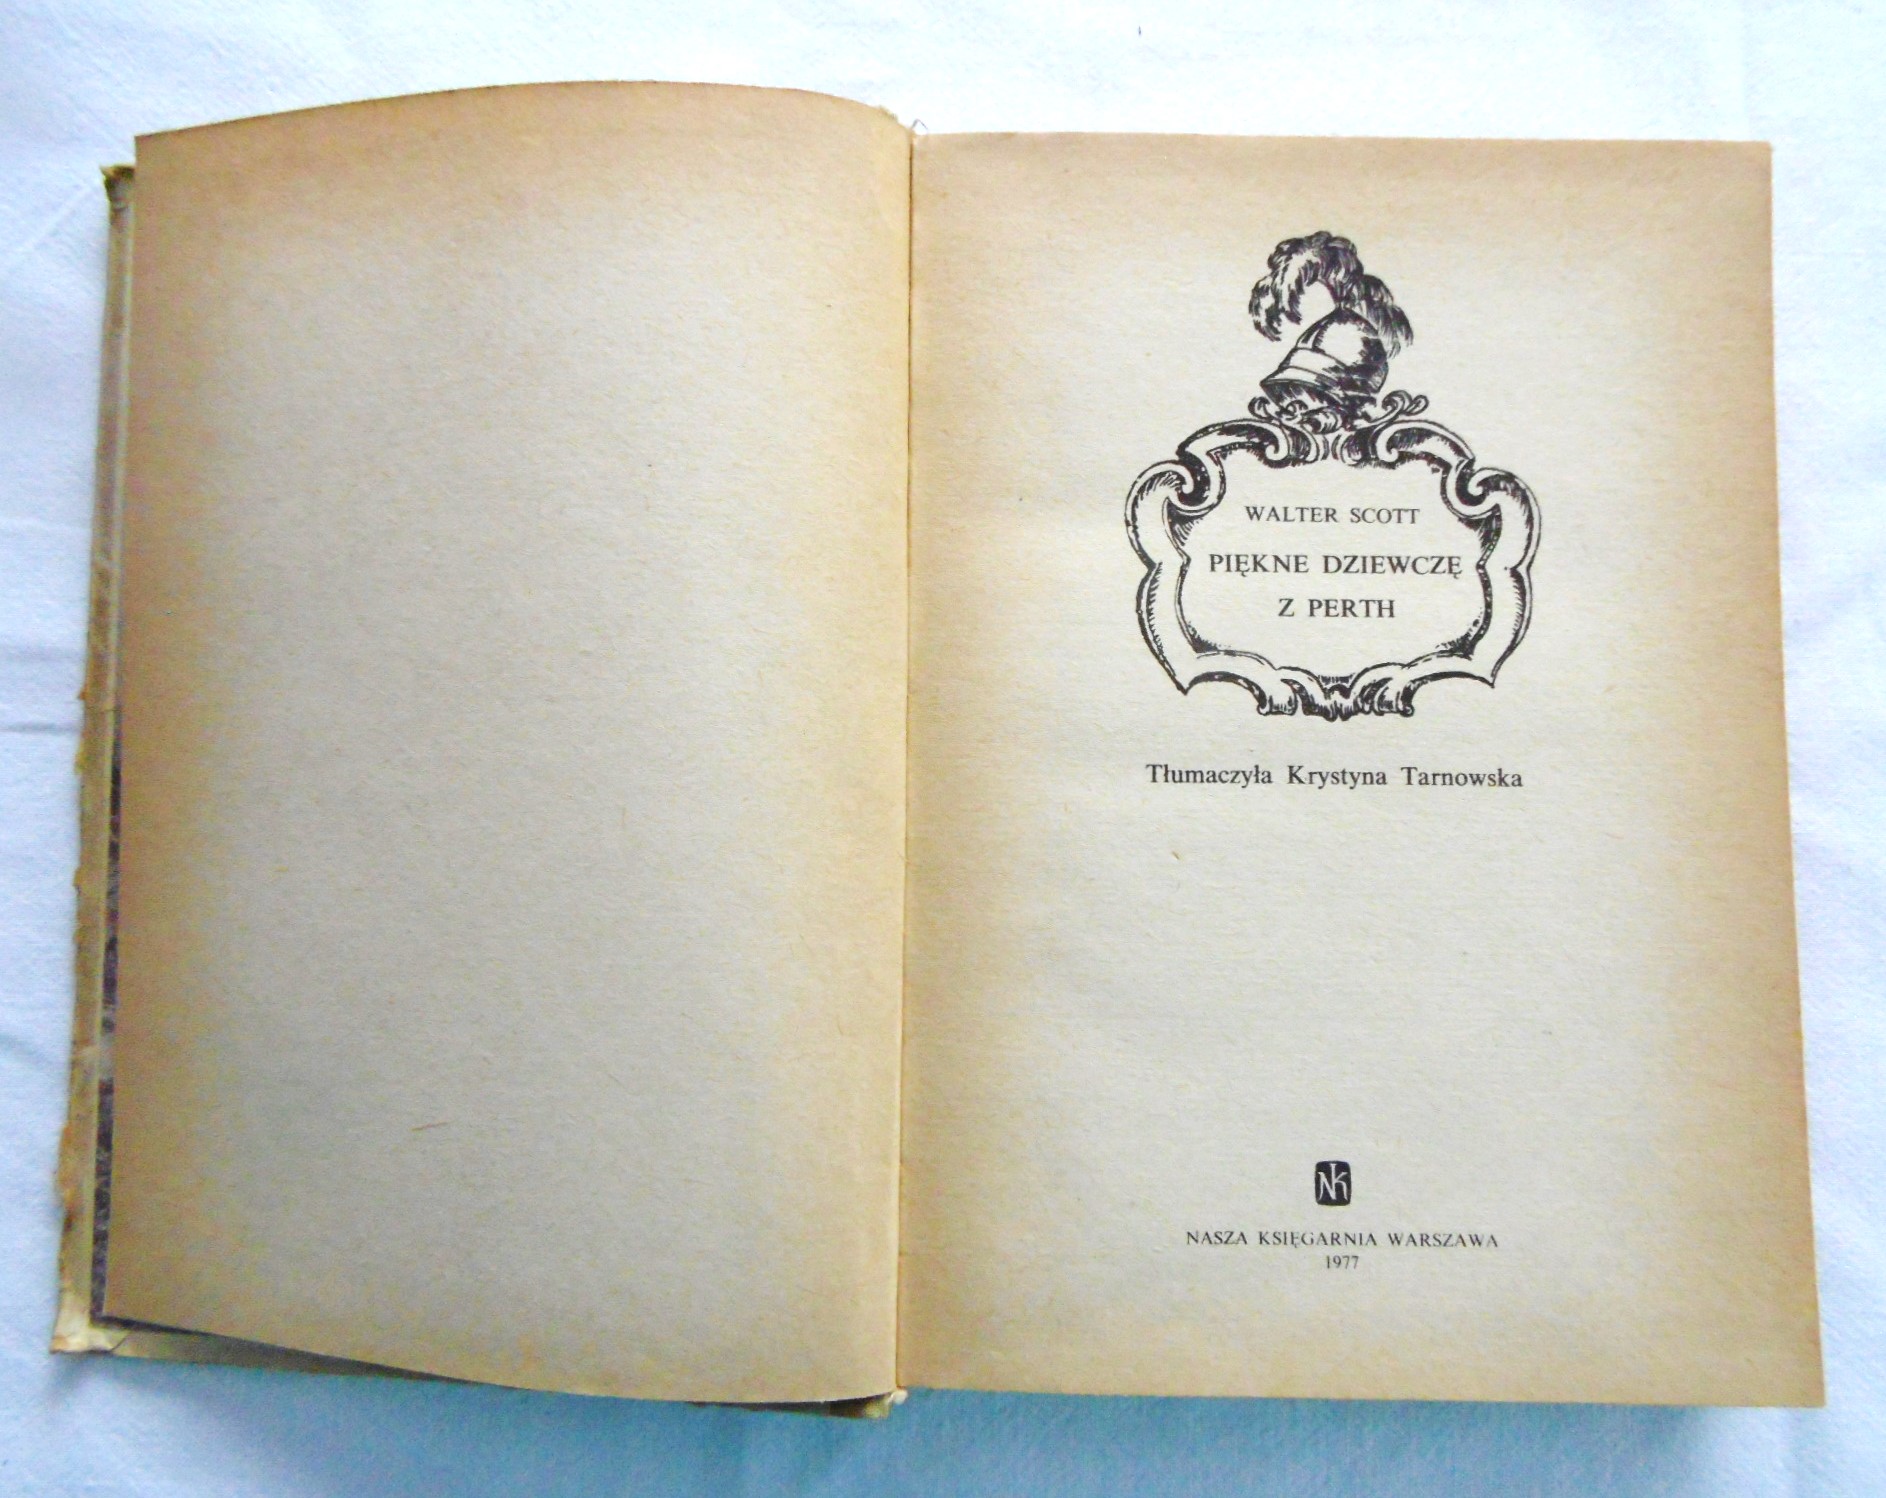 WALTER SCOTT
PIĘKNE DZIEWCZĘ
Z PERTH
Tłumaczyła Krystyna Tarnowska
NK
NASZA KSIĘGARNIA WARSZAWA
1977